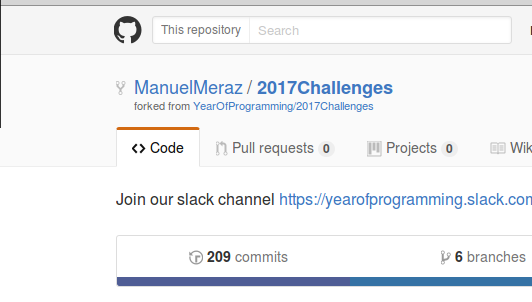 This repository Search
ManuelMeraz / 2017Challenges
forked from YearOfProgramming/2017Challenges
Code Pull requests 0 Projects 0 Wik
Join our slack channel https://yearofprogramming.slack.com
209 commits 6 branches